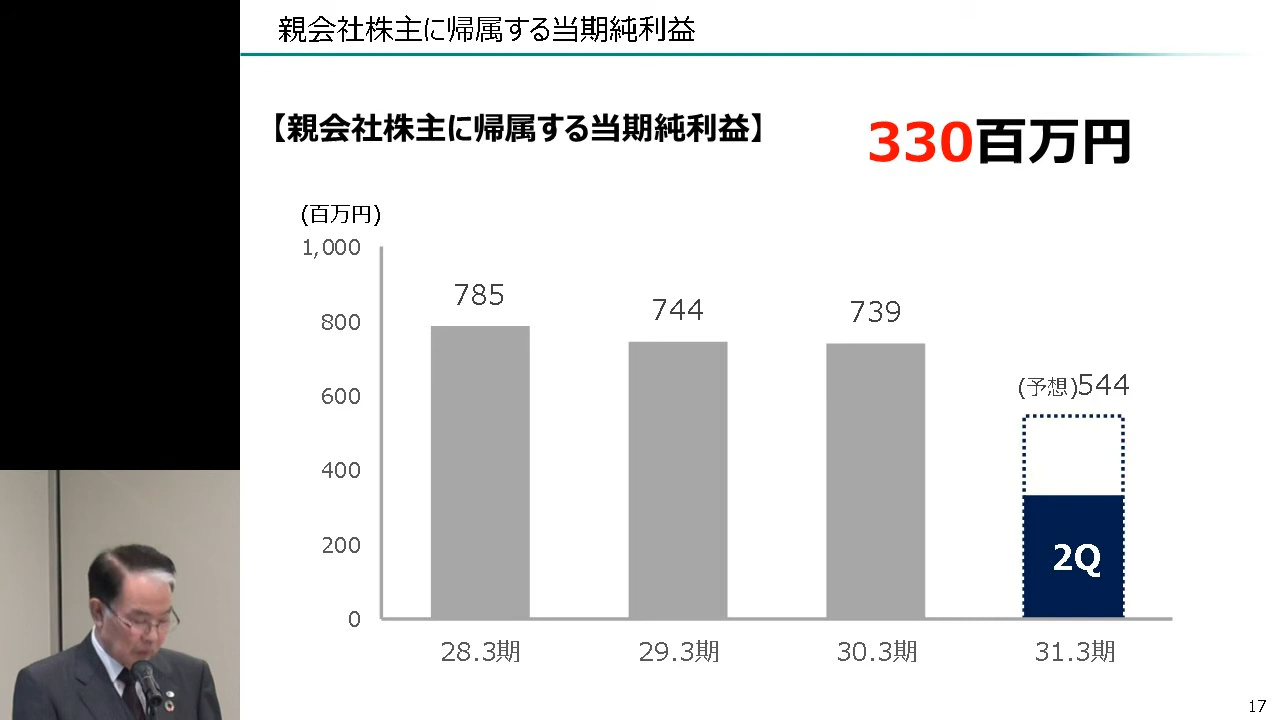 親会社株主に帰属する当期純利益
【親会社株主に帰属する当期純利益】
330百万円
(百万円)
1,000
800
600
400
200
0
785
744
739
(予想)544
2Q
28.3期
29.3期
30.3期
31.3期
17